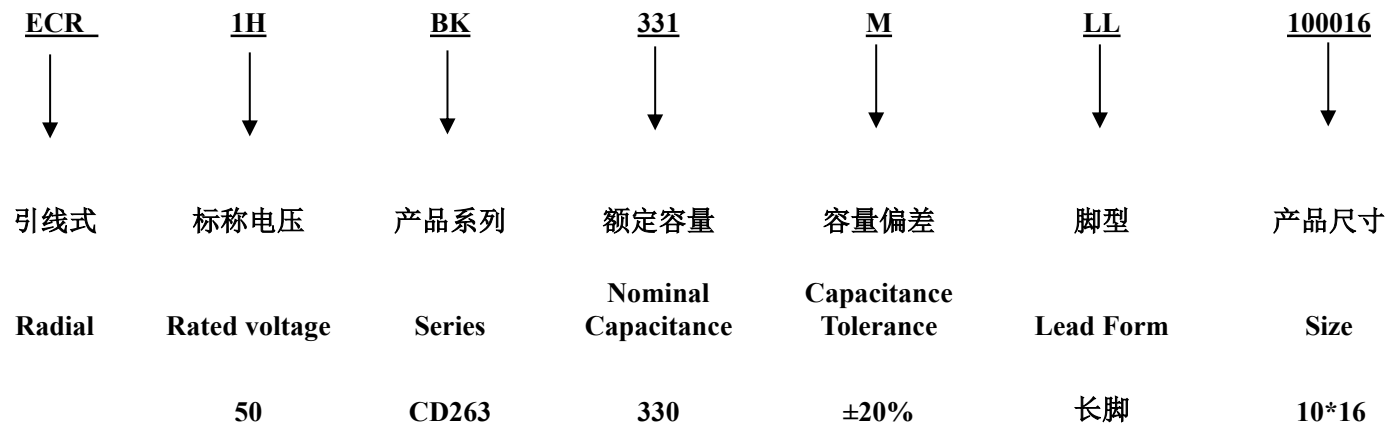 ECR 1H BK 331 M LL 100016
引线式 标称电压 产品系列 额定容量 容量偏差 脚型 产品尺寸
Nominal Capacitance
Radial Rated voltage Series Capacitance Tolerance Lead Form Size
50 CD263 330 ±20% 长脚 10*16